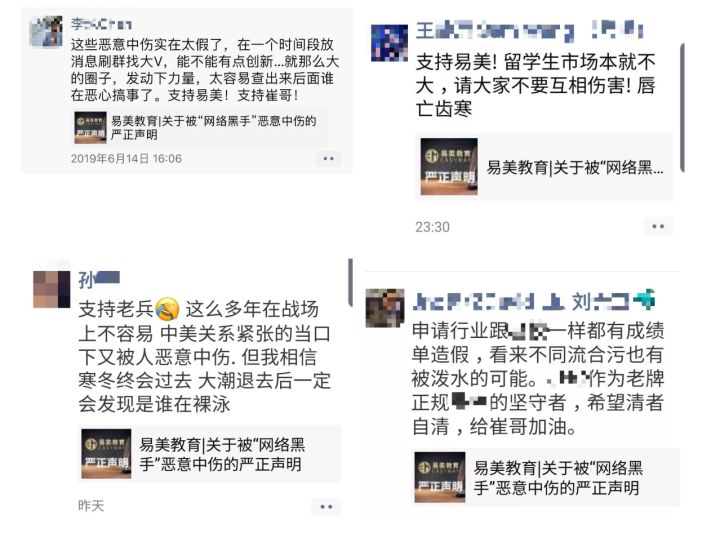 李 Chen
这些恶意中伤实在太假了，在一个时间段放
消息刷群找大V，能不能有点创新...就那么大
的圈子，发动下力量，太容易查出来后面谁
在恶心搞事了。支持易美！支持崔哥！
易美教育
严正声明
易美教育|关于被“网络黑手”恶意中伤的
严正声明
2019年6月14日 16:06
王
支持易美! 留学生市场本就不
大，请大家不要互相伤害! 唇
亡齿寒
易美教育
EASYMAY
严正声明
易美教育|关于被“网络黑...
23:30
孙
支持老兵 这么多年在战场
上不容易 中美关系紧张的当口
下又被人恶意中伤. 但我相信
寒冬终会过去 大潮退去后一定
会发现是谁在裸泳
易美教育
严正声明
易美教育|关于被“网络黑
手”恶意中伤的严正声明
昨天
刘
申请行业跟 一样都有成绩
单造假，看来不同流合污也有
被泼水的可能。 作为老牌
正规 的坚守者，希望清者
自清，给崔哥加油。
易美教育
严正声明
易美教育|关于被“网络黑
手”恶意中伤的严正声明